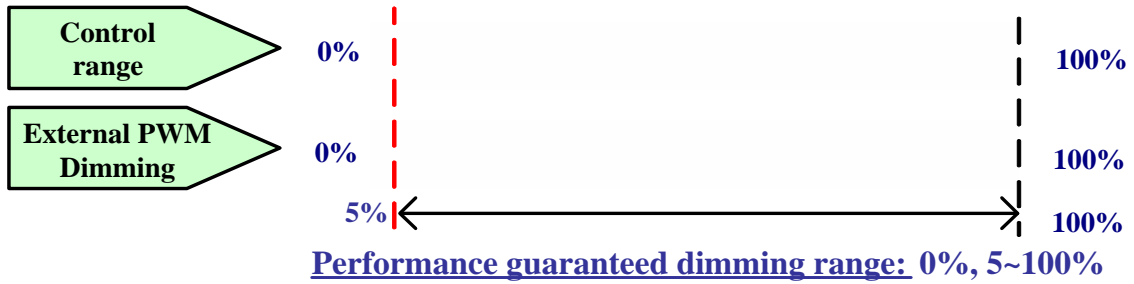 Control
range
0%
100%
External PWM
Dimming
0%
100%
5%
100%
Performance guaranteed dimming range: 0%, 5~100%